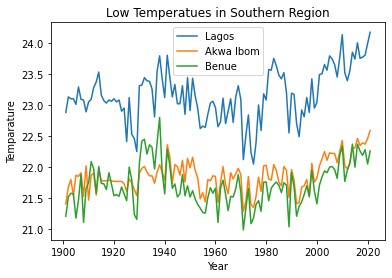 Low Temperatues in Southern Region
Lagos
Akwa Ibom
Benue
Temparature
24.0
23.5
23.0
22.5
22.0
21.5
21.0
1900
1920
1940
1960
1980
2000
2020
Year